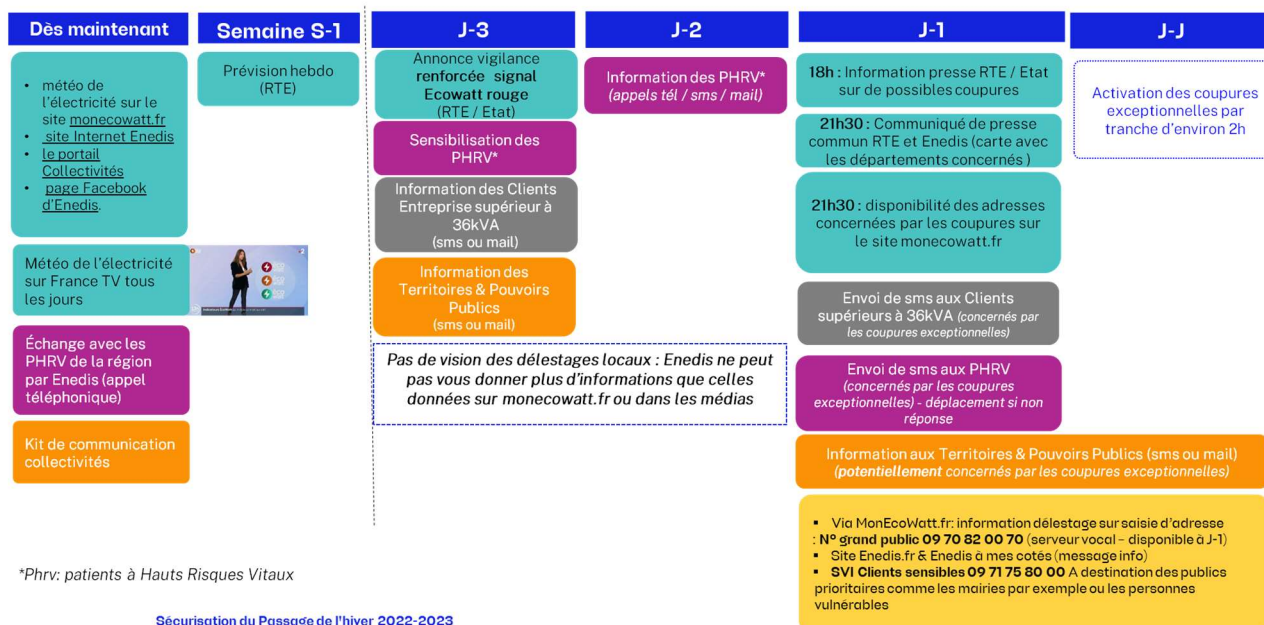 Dès maintenant
météo de
l'électricité sur le
site monecowatt.fr
site Internet Enedis
le portail
Collectivités
page Facebook
d'Enedis.
Météo de l'électricité
sur France TV tous
les jours
Échange avec les
PHRV de la région
par Enedis (appel
téléphonique)
Kit de communication
collectivités
Semaine S-1
Prévision hebdo
(RTE)
J-3
Annonce vigilance
renforcée signal
Ecowatt rouge
(RTE / Etat)
Sensibilisation des
PHRV*
Information des Clients
Entreprise supérieur à
36kVA
(sms ou mail)
Information des
Territoires & Pouvoirs
Publics
(sms ou mail)
J-2
Information des PHRV*
(appels tél / sms / mail)
Pas de vision des délestages locaux : Enedis ne peut
pas vous donner plus d'informations que celles
données sur monecowatt.fr ou dans les médias
J-1
18h : Information presse RTE / Etat
sur de possibles coupures
21h30 : Communiqué de presse
commun RTE et Enedis (carte avec
les départements concernés )
21h30 : disponibilité des adresses
concernées par les coupures sur
le site monecowatt.fr
Envoi de sms aux Clients
supérieurs à 36kVA (concernés par
les coupures exceptionnelles)
Envoi de sms aux PHRV
(concernés par les coupures
exceptionnelles) - déplacement si non
réponse
J-J
Activation des coupures
exceptionnelles par
tranche d'environ 2h
Information aux Territoires & Pouvoirs Publics (sms ou mail)
(potentiellement concernés par les coupures exceptionnelles)
Via MonEcoWatt.fr: information délestage sur saisie d'adresse
: N° grand public 09 70 82 00 70 (serveur vocal – disponible à J-1)
Site Enedis.fr & Enedis à mes cotés (message info)
SVI Clients sensibles 09 71 75 80 00 A destination des publics
prioritaires comme les mairies par exemple ou les personnes
vulnérables
*Phrv: patients à Hauts Risques Vitaux
Sécurisation du Passage de l'hiver 2022-2023